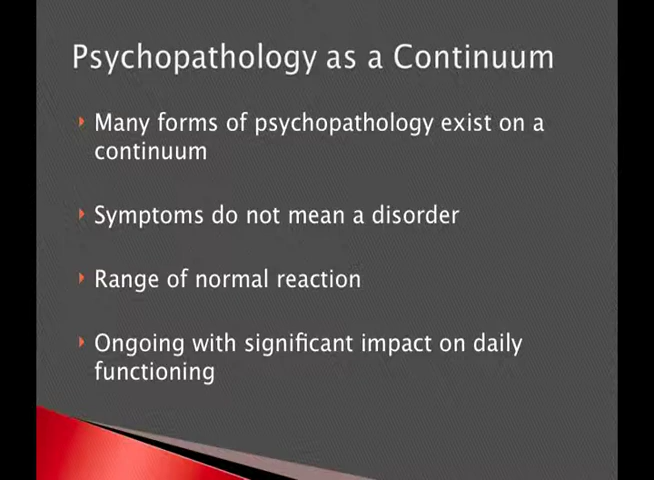 Psychopathology as a Continuum
Many forms of psychopathology exist on a
continuum
Symptoms do not mean a disorder
Range of normal reaction
Ongoing with significant impact on daily
functioning